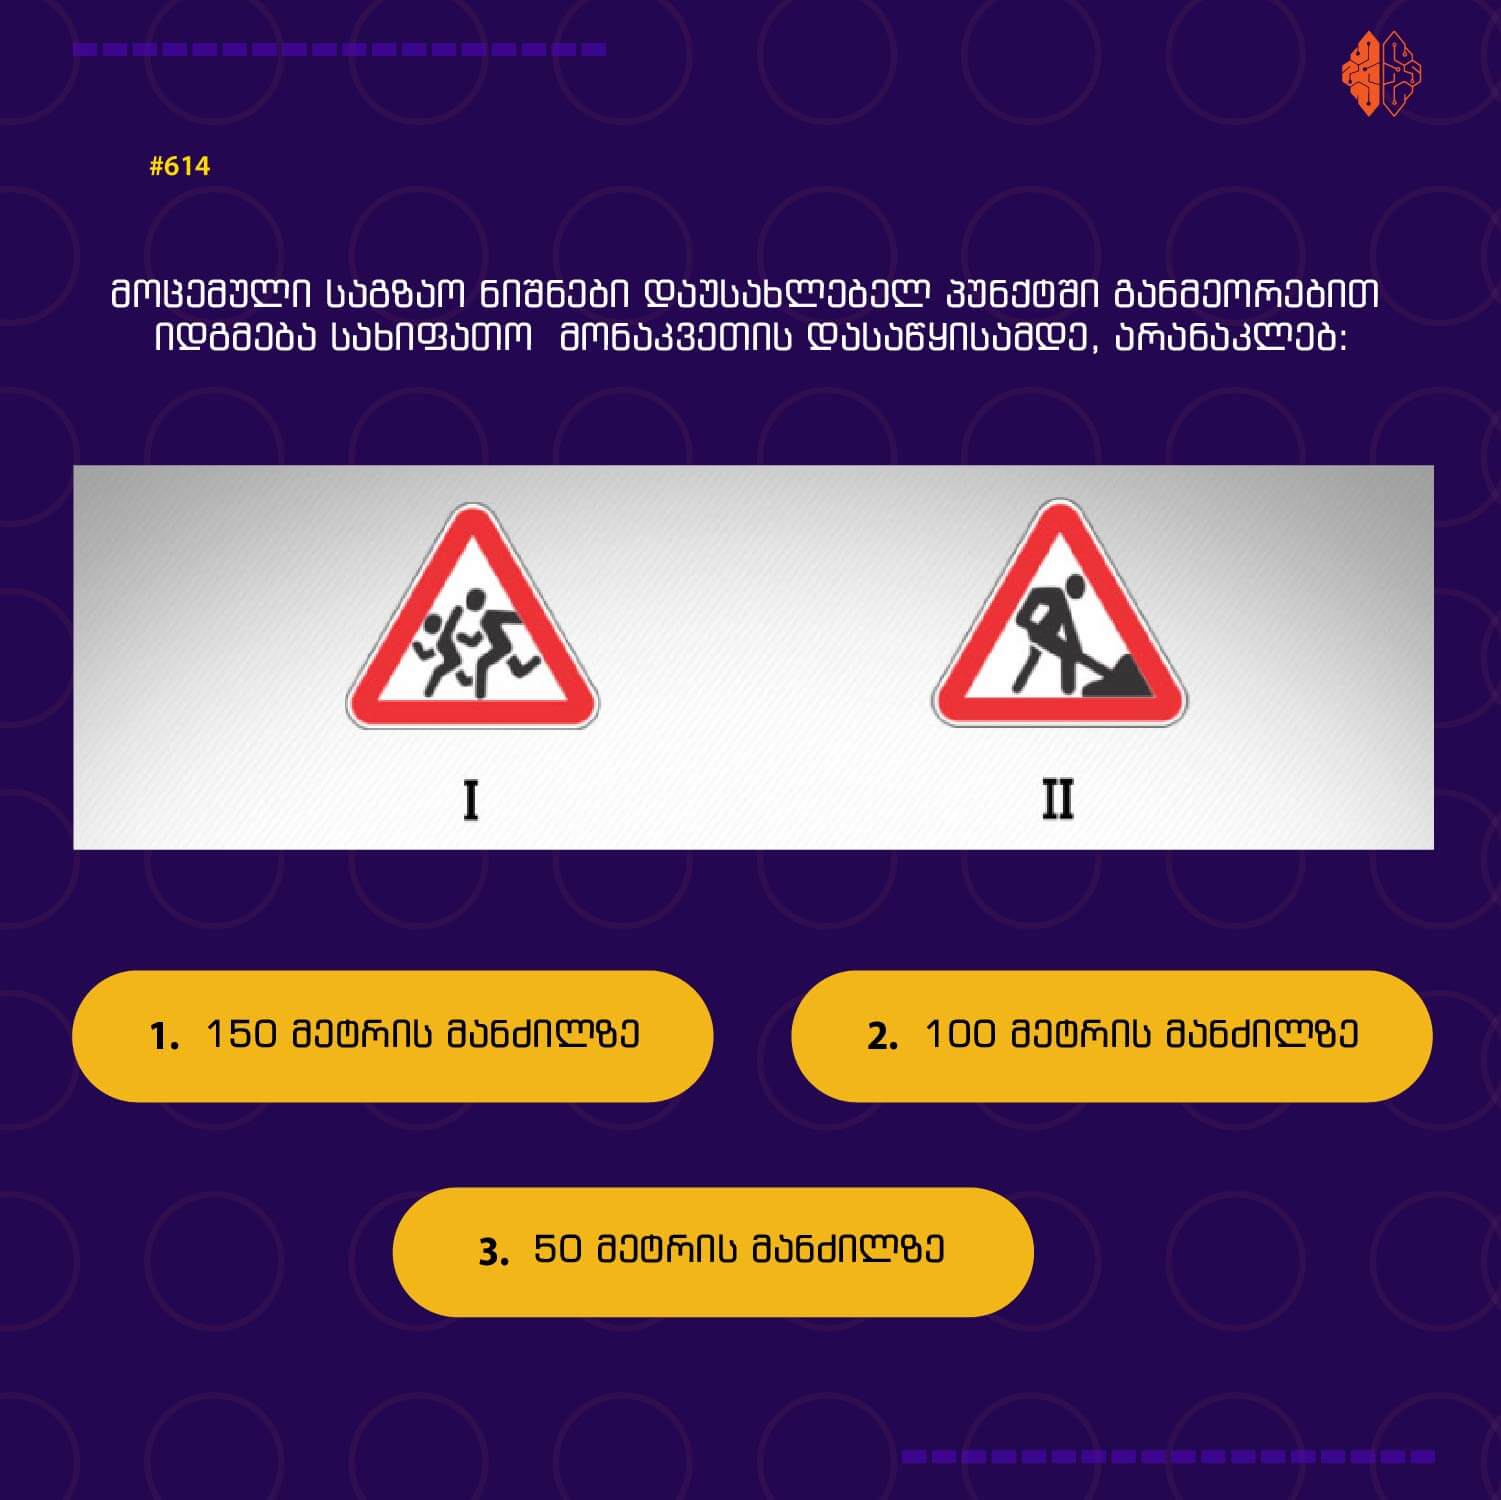 #614
მოცემული საგზაო ნიშნები დაუსახლებელ პუნქტში განმეორებით
იდგმება სახიფათო მონაკვეთის დასაწყისამდე, არანაკლებ:
I
II
1. 150 მეტრის მანძილზე
2. 100 მეტრის მანძილზე
3. 50 მეტრის მანძილზე